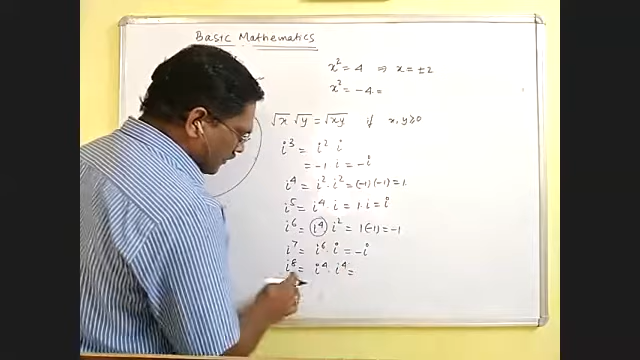 Basic Mathematics
x² = 4 ⇒ x = ±2
x² = -4 =
√x √y = √xy if x, y ≥ 0
i³ = i² i
= -1 i = -i
i⁴ = i² · i² = (-1)(-1) = 1.
i⁵ = i⁴ · i = 1 · i = i
i⁶ = i⁴ i² = 1(-1) = -1
i⁷ = i⁶ · i = -i
i⁸ = i⁴ · i⁴ =